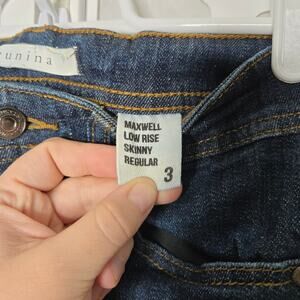 unina
MAXWELL
LOW RISE
SKINNY
REGULAR
3